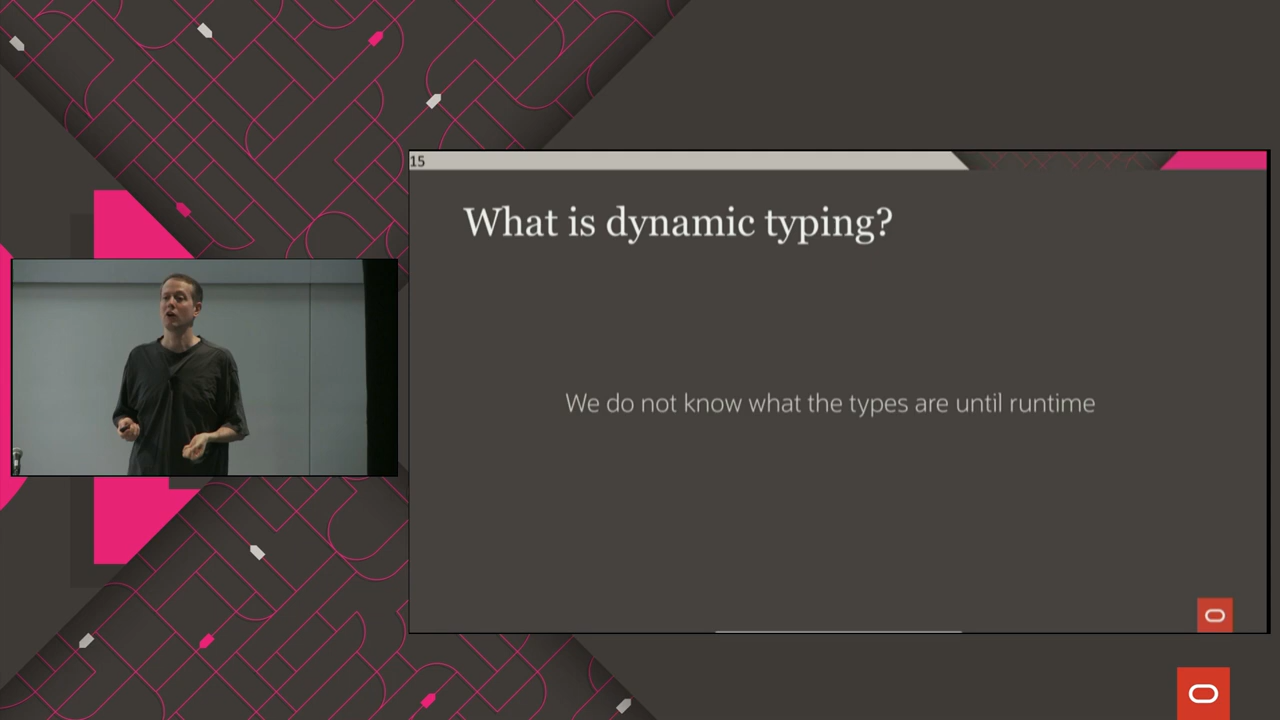 15
What is dynamic typing?
We do not know what the types are until runtime